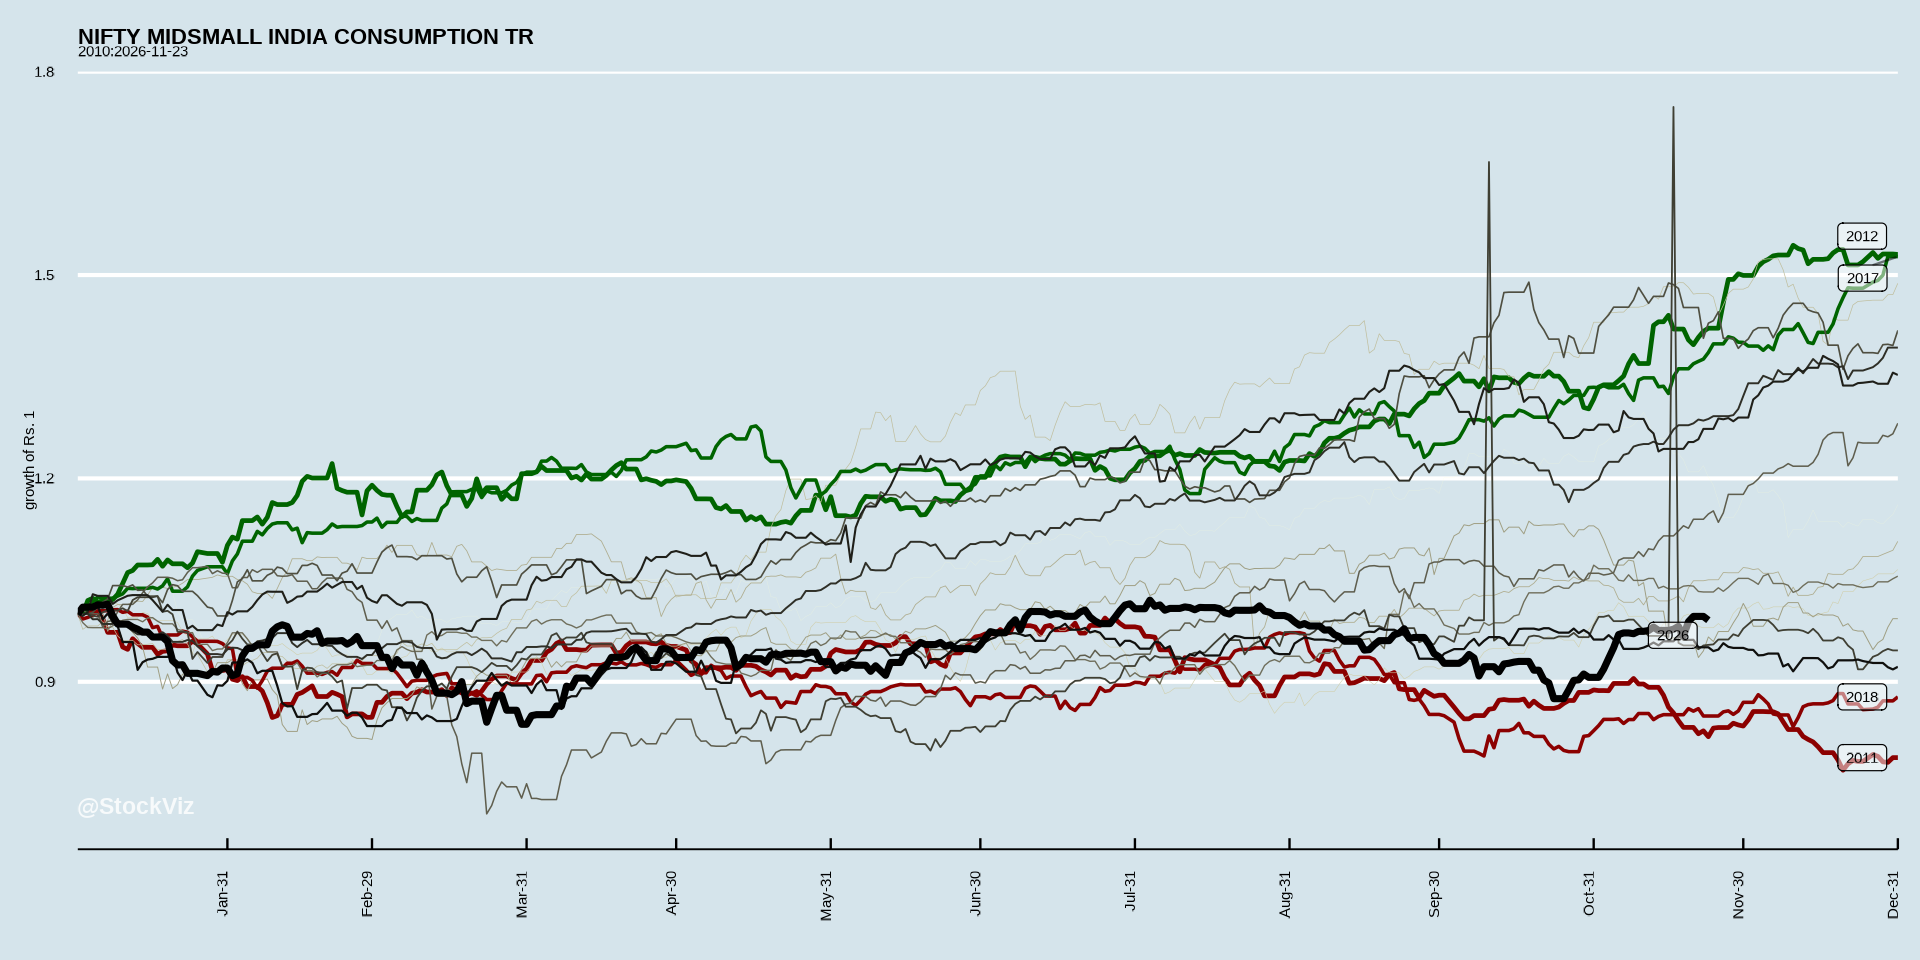 NIFTY MIDSMALL INDIA CONSUMPTION TR
2010:2026-11-23
1.8
1.5
1.2
0.9
growth of Rs. 1
2012
2017
2026
2018
2011
@StockViz
Jan-31
Feb-29
Mar-31
Apr-30
May-31
Jun-30
Jul-31
Aug-31
Sep-30
Oct-31
Nov-30
Dec-31